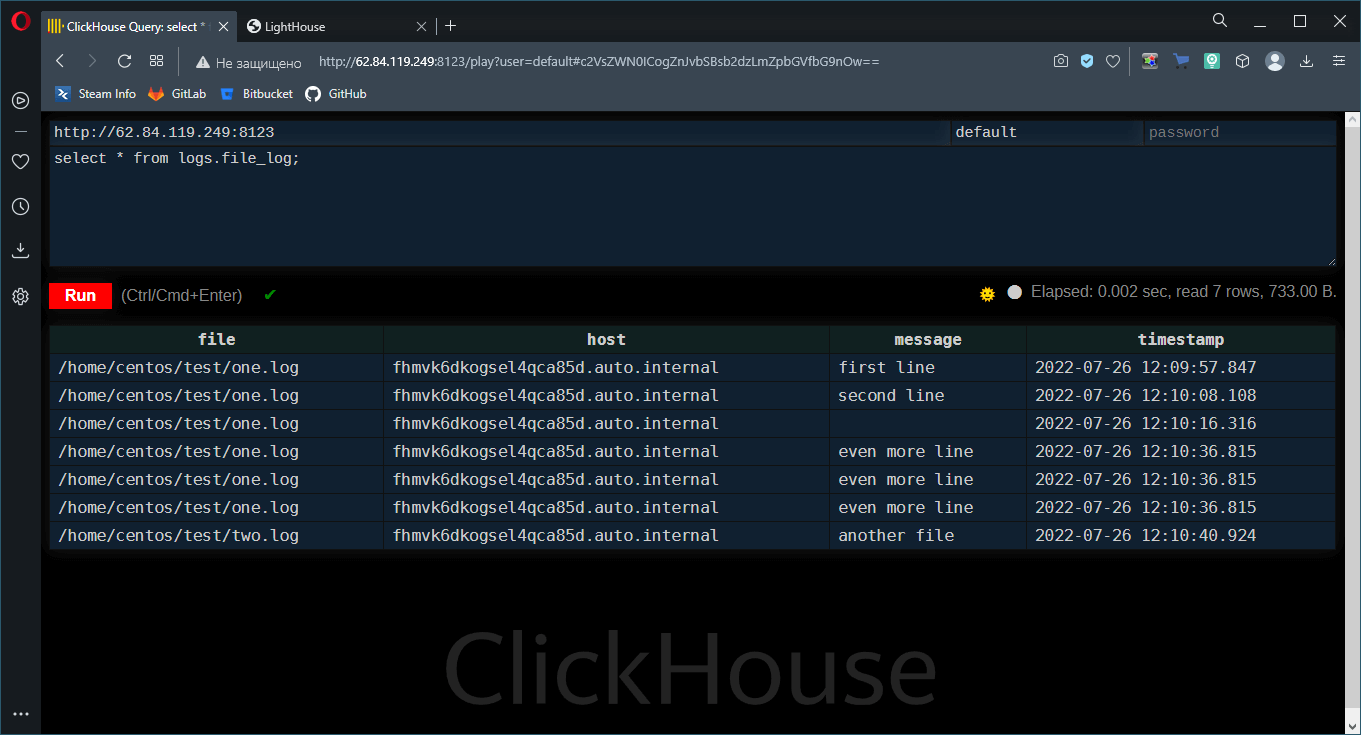 ClickHouse Query: select *
LightHouse
Не защищено
http://62.84.119.249:8123/play?user=default#c2VsZWN0ICogZnJvbSBsb2dzLmZpbGVfbG9nOw==
Steam Info
GitLab
Bitbucket
GitHub
http://62.84.119.249:8123 default password
select * from logs.file_log;
Run (Ctrl/Cmd+Enter) ✔ Elapsed: 0.002 sec, read 7 rows, 733.00 B.
file host message timestamp
/home/centos/test/one.log fhmvk6dkogsel4qca85d.auto.internal first line 2022-07-26 12:09:57.847
/home/centos/test/one.log fhmvk6dkogsel4qca85d.auto.internal second line 2022-07-26 12:10:08.108
/home/centos/test/one.log fhmvk6dkogsel4qca85d.auto.internal 2022-07-26 12:10:16.316
/home/centos/test/one.log fhmvk6dkogsel4qca85d.auto.internal even more line 2022-07-26 12:10:36.815
/home/centos/test/one.log fhmvk6dkogsel4qca85d.auto.internal even more line 2022-07-26 12:10:36.815
/home/centos/test/one.log fhmvk6dkogsel4qca85d.auto.internal even more line 2022-07-26 12:10:36.815
/home/centos/test/two.log fhmvk6dkogsel4qca85d.auto.internal another file 2022-07-26 12:10:40.924
ClickHouse